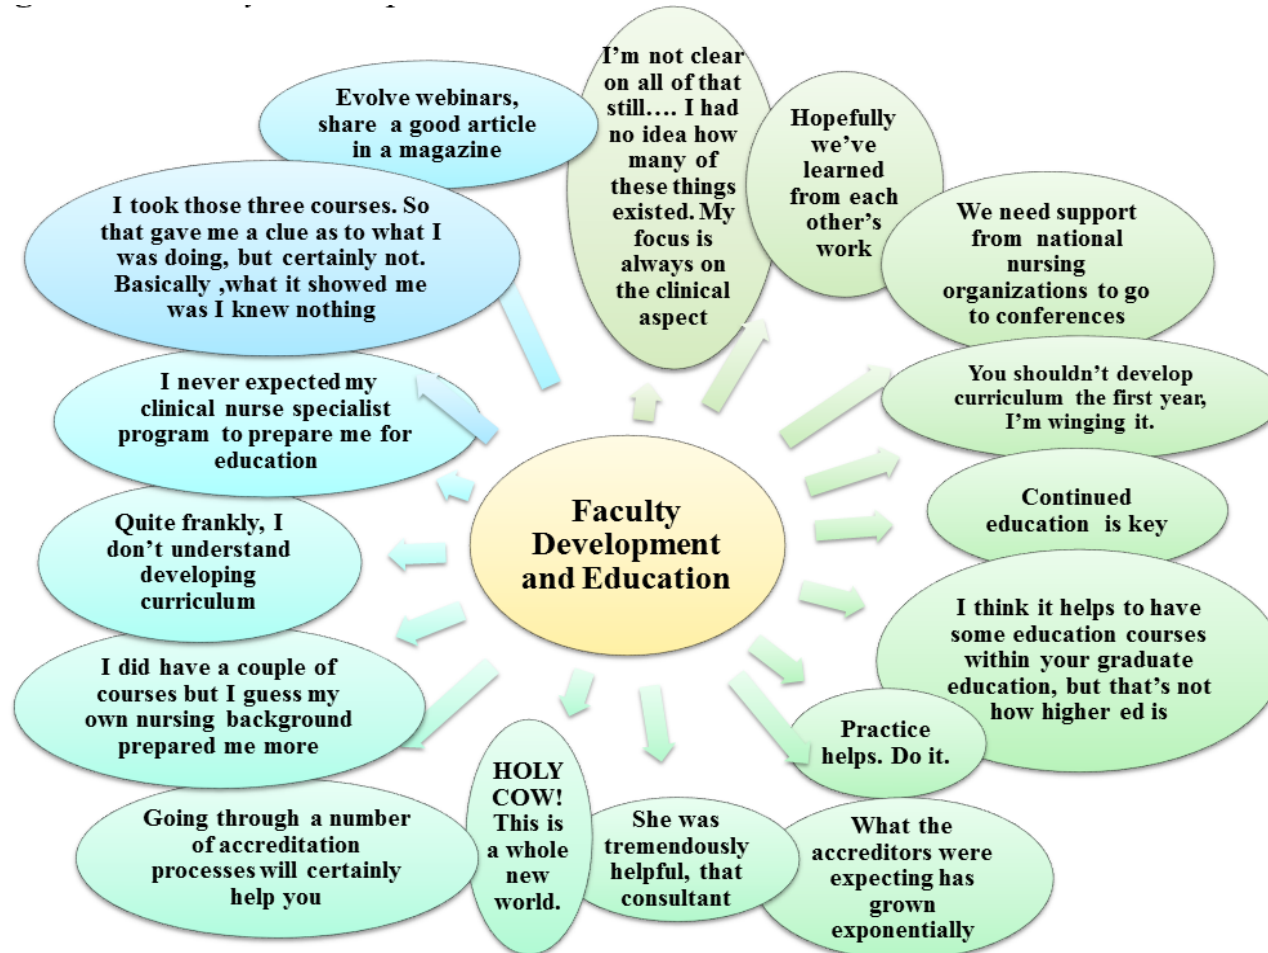 I'm not clear
on all of that
still.... I had
no idea how
many of
these things
existed. My
focus is
always on
the clinical
aspect
Hopefully
we've
learned
from each
other's
work
We need support
from national
nursing
organizations to go
to conferences
You shouldn't develop
curriculum the first year,
I'm winging it.
Continued
education is key
I think it helps to have
some education courses
within your graduate
education, but that's not
how higher ed is
Practice
helps. Do it.
What the
accreditors were
expecting has
grown
exponentially
She was
tremendously
helpful, that
consultant
HOLY
COW!
This is
a whole
new
world.
Going through a number
of accreditation
processes will certainly
help you
I did have a couple of
courses but I guess my
own nursing background
prepared me more
Quite frankly, I
don't understand
developing
curriculum
I never expected my
clinical nurse specialist
program to prepare me for
education
I took those three courses. So
that gave me a clue as to what I
was doing, but certainly not.
Basically ,what it showed me
was I knew nothing
Evolve webinars,
share a good article
in a magazine
Faculty
Development
and Education